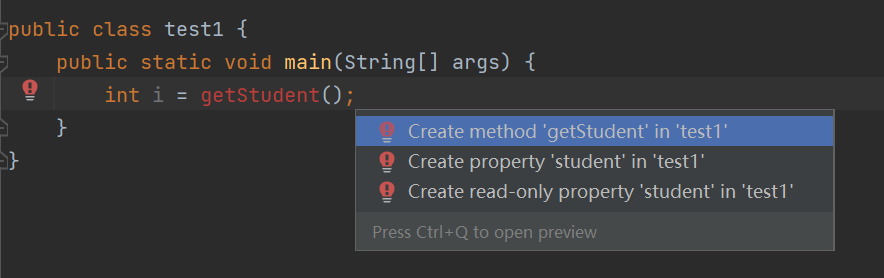 public class test1 {
public static void main(String[] args) {
int i = getStudent();
}
}
Create method 'getStudent' in 'test1'
Create property 'student' in 'test1'
Create read-only property 'student' in 'test1'
Press Ctrl+Q to open preview